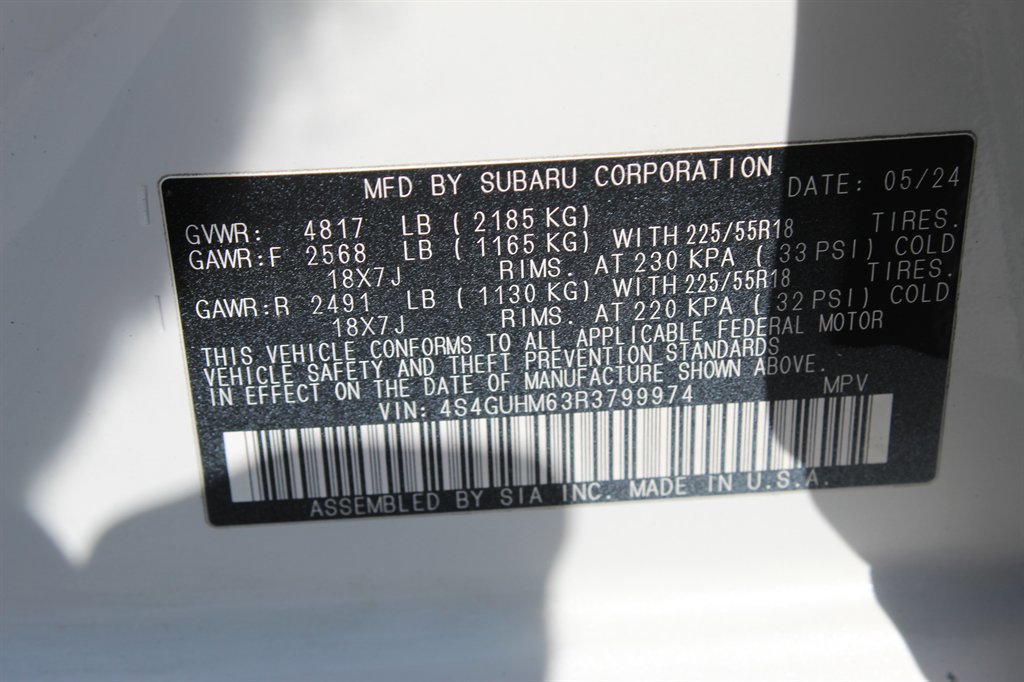 MFD BY SUBARU CORPORATION DATE: 05/24
GVWR: 4817 LB ( 2185 KG)
GAWR:F 2568 LB ( 1165 KG) WITH 225/55R18 TIRES.
18X7J RIMS. AT 230 KPA ( 33 PSI) COLD
GAWR:R 2491 LB ( 1130 KG) WITH 225/55R18 TIRES.
18X7J RIMS. AT 220 KPA ( 32 PSI) COLD
THIS VEHICLE CONFORMS TO ALL APPLICABLE FEDERAL MOTOR
VEHICLE SAFETY AND THEFT PREVENTION STANDARDS
IN EFFECT ON THE DATE OF MANUFACTURE SHOWN ABOVE.
VIN: 4S4GUHM63R3799974 MPV
ASSEMBLED BY SIA INC. MADE IN U.S.A.